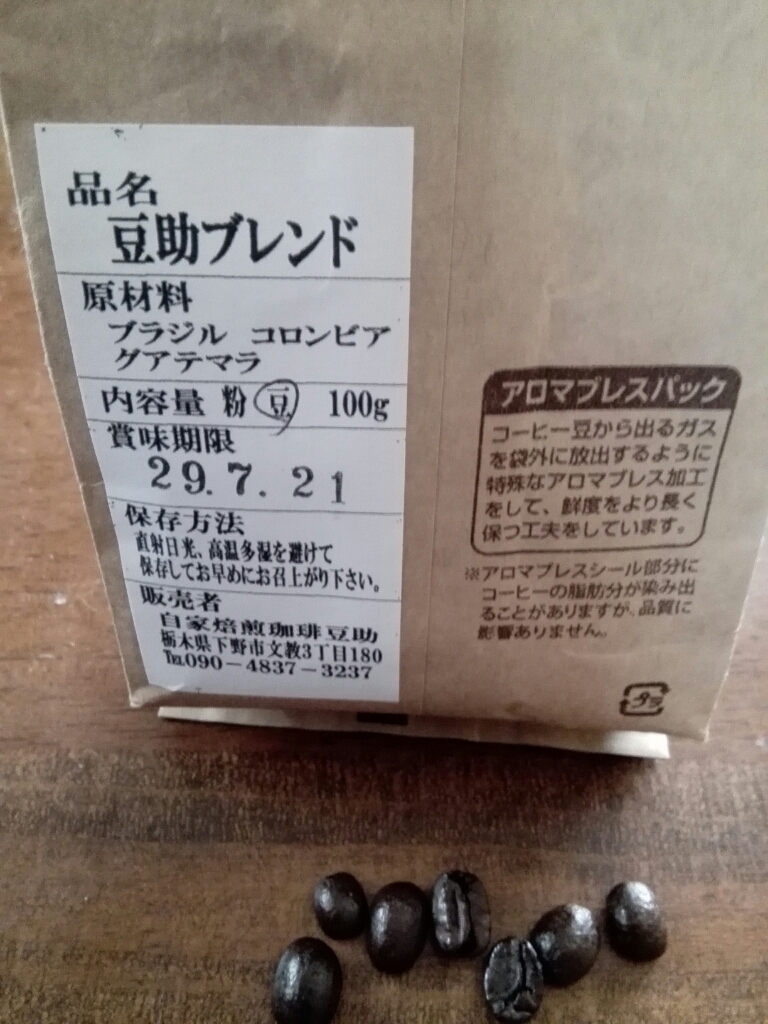 品名
豆助ブレンド
原材料
ブラジル コロンビア
グアテマラ
内容量 粉 豆 100g
賞味期限
29.7.21
保存方法
直射日光、高温多湿を避けて
保存してお早めにお召上がり下さい。
販売者
自家焙煎珈琲豆助
栃木県下野市文教3丁目180
℡090-4837-3237
アロマブレスパック
コーヒー豆から出るガス
を袋外に放出するように
特殊なアロマブレス加工
をして、鮮度をより長く
保つ工夫をしています。
※アロマブレスシール部分に
コーヒーの脂肪分が染み出
ることがありますが、品質に
影響ありません。
プラ